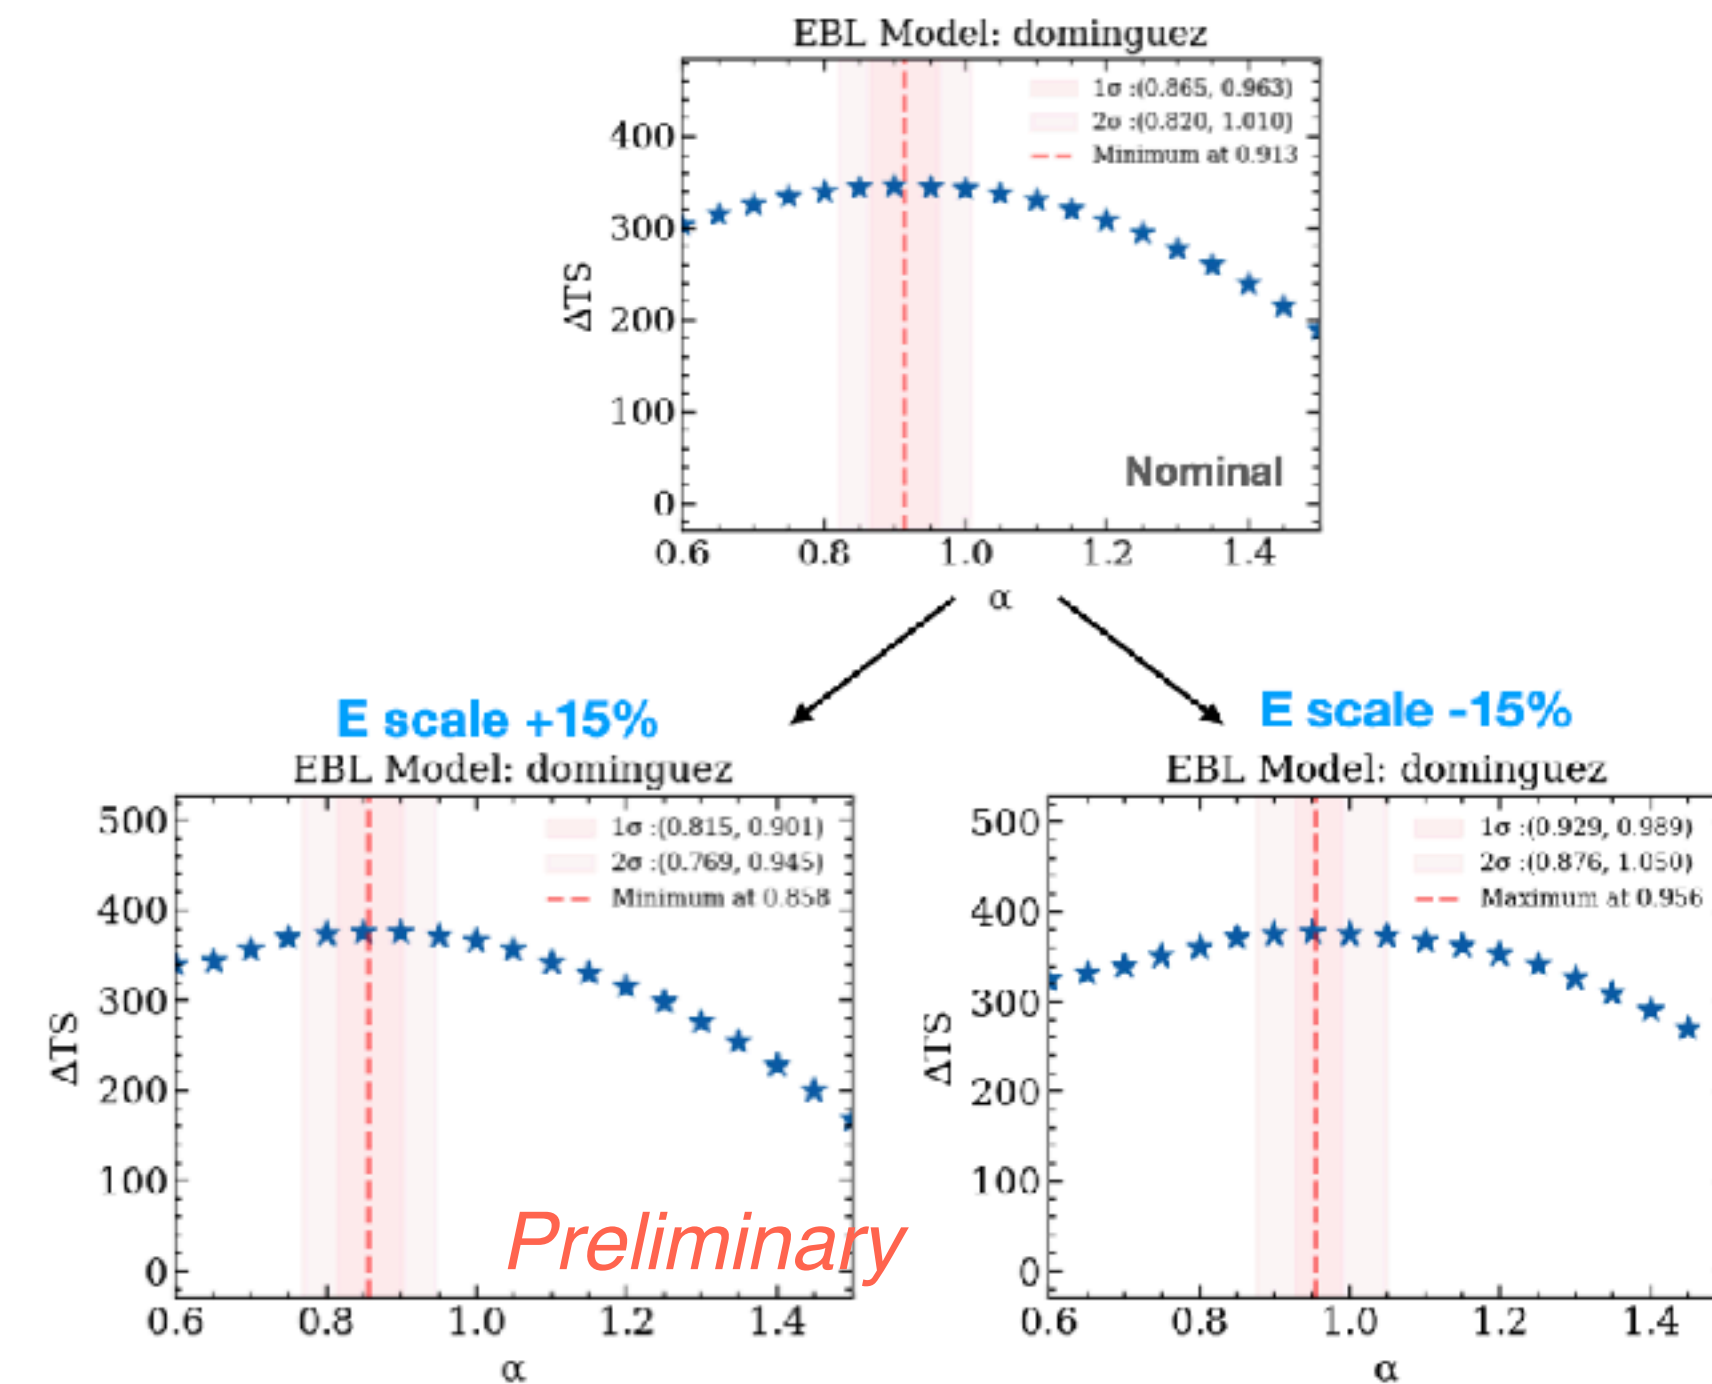 EBL Model: dominguez
1σ :(0.865, 0.963)
2σ :(0.820, 1.010)
Minimum at 0.913
400
300
200
100
0
ΔTS
Nominal
0.6 0.8 1.0 1.2 1.4
α
E scale +15%
EBL Model: dominguez
1σ :(0.815, 0.901)
2σ :(0.769, 0.945)
Minimum at 0.858
500
400
300
200
100
0
ΔTS
Preliminary
0.6 0.8 1.0 1.2 1.4
α
E scale -15%
EBL Model: dominguez
1σ :(0.929, 0.989)
2σ :(0.876, 1.050)
Maximum at 0.956
500
400
300
200
100
0
ΔTS
0.6 0.8 1.0 1.2 1.4
α